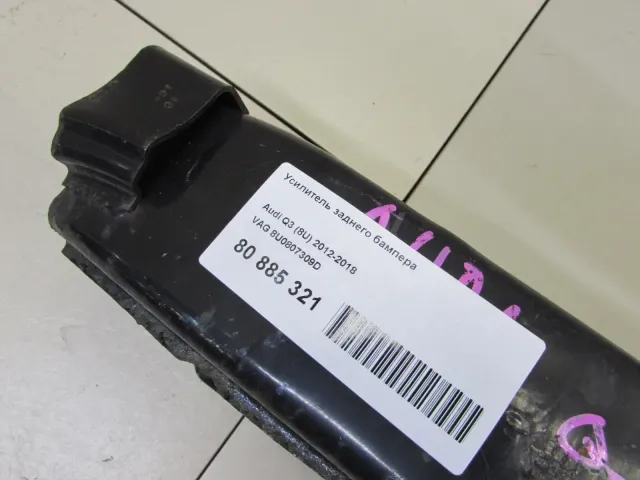 Усилитель заднего бампера
Audi Q3 (8U) 2012-2018
VAG 8U0807309D
80 885 321